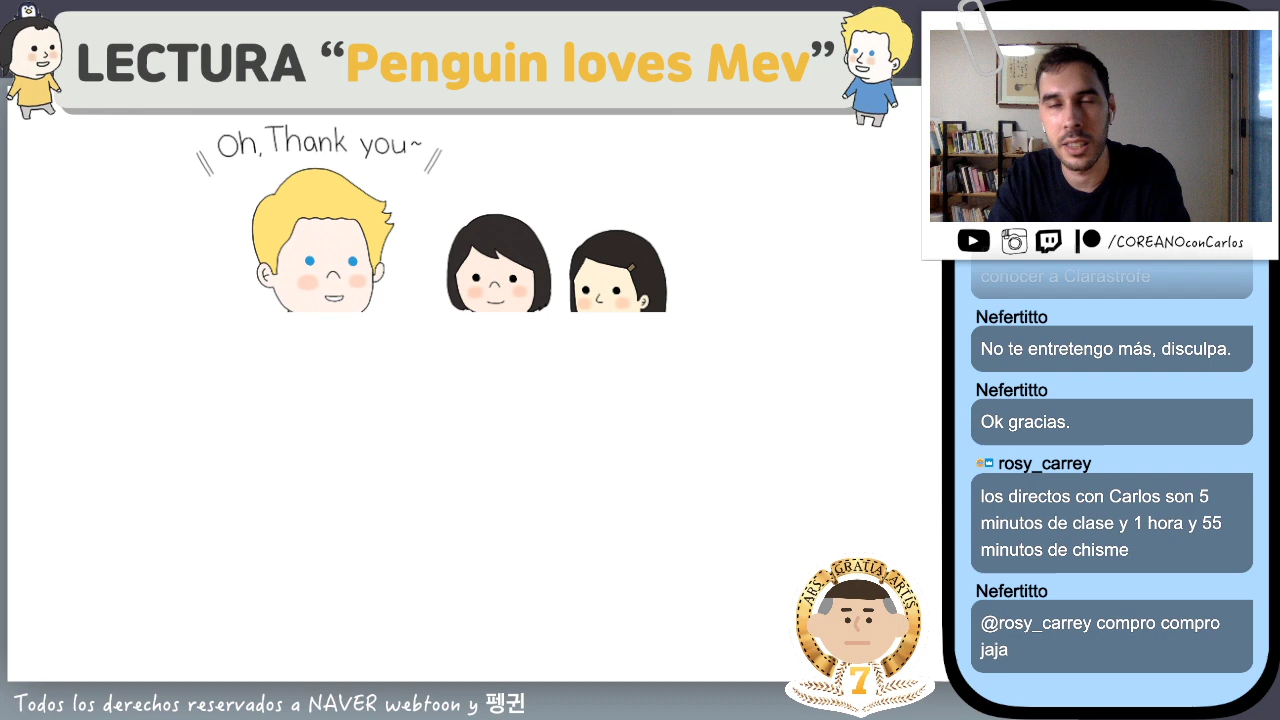 LECTURA “Penguin loves Mev”
Oh, Thank you~
/COREANOconCarlos
conocer a Clarastrofe
Nefertitto
No te entretengo más, disculpa.
Nefertitto
Ok gracias.
rosy_carrey
los directos con Carlos son 5
minutos de clase y 1 hora y 55
minutos de chisme
Nefertitto
@rosy_carrey compro compro
jaja
ARS GRATIA ARTIS
7
Todos los derechos reservados a NAVER webtoon y 펭귄